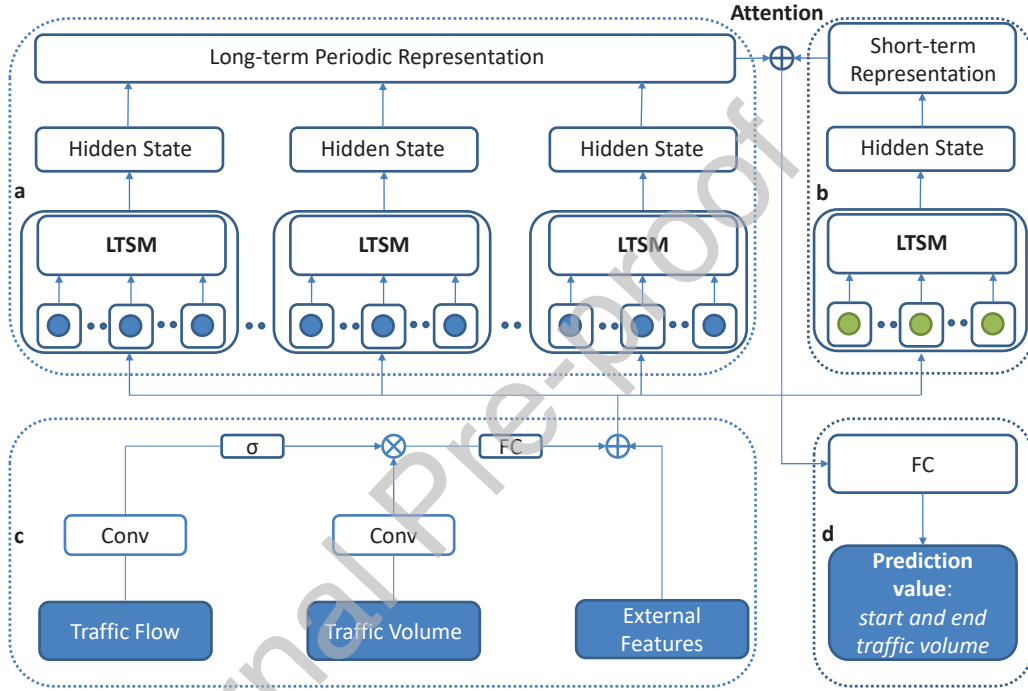 Attention
Long-term Periodic Representation
Short-term
Representation
Hidden State
Hidden State
Hidden State
Hidden State
a
b
LTSM
LTSM
LTSM
LTSM
σ
FC
FC
c
Conv
Conv
d
Prediction
value:
start and end
traffic volume
Traffic Flow
Traffic Volume
External
Features
rnal Pre-proof